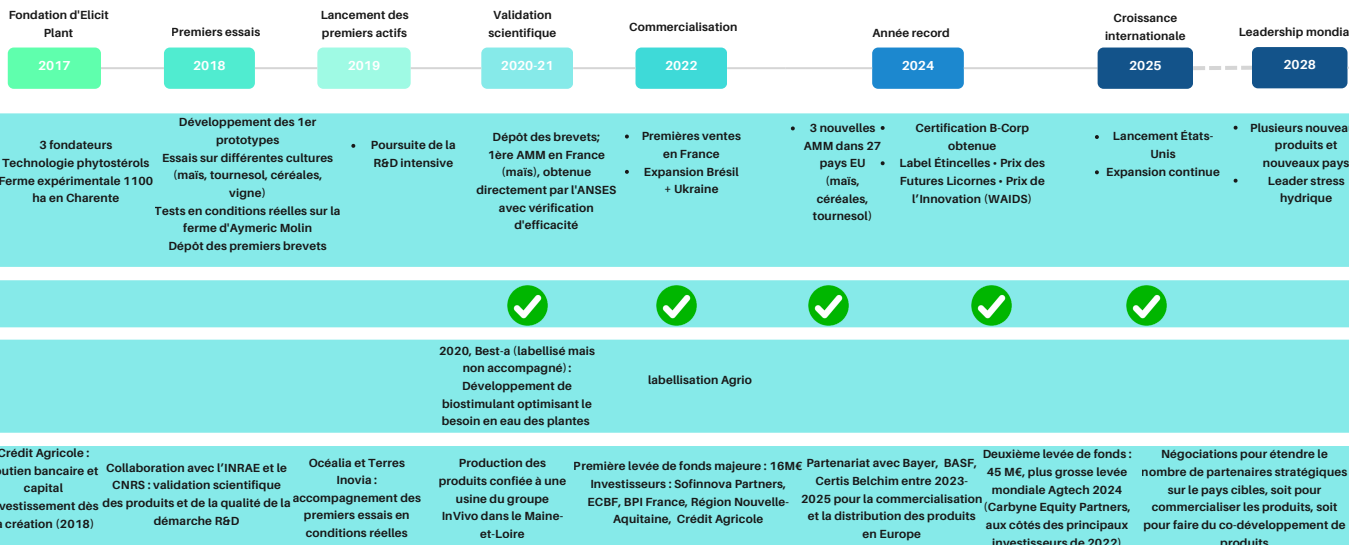 Fondation d'Elicit
Plant
Premiers essais
Lancement des
premiers actifs
Validation
scientifique
Commercialisation
Année record
Croissance
internationale
Leadership mondia
2017
2018
2019
2020-21
2022
2024
2025
2028
3 fondateurs
Technologie phytostérols
Ferme expérimentale 1100
ha en Charente
Développement des 1er
prototypes
Essais sur différentes cultures
(maïs, tournesol, céréales,
vigne)
Tests en conditions réelles sur la
ferme d'Aymeric Molin
Dépôt des premiers brevets
• Poursuite de la
R&D intensive
Dépôt des brevets;
1ère AMM en France
(maïs), obtenue
directement par l'ANSES
avec vérification
d'efficacité
• Premières ventes
en France
• Expansion Brésil
+ Ukraine
• 3 nouvelles
AMM dans 27
pays EU
(maïs,
céréales,
tournesol)
• Certification B-Corp
obtenue
• Label Étincelles • Prix des
Futures Licornes • Prix de
l'Innovation (WAIDS)
• Lancement États-
Unis
• Expansion continue
• Plusieurs nouvea
produits et
nouveaux pays
• Leader stress
hydrique
2020, Best-a (labellisé mais
non accompagné) :
Développement de
biostimulant optimisant le
besoin en eau des plantes
labellisation Agrio
Crédit Agricole :
outien bancaire et
capital
vestissement dès
a création (2018)
Collaboration avec l'INRAE et le
CNRS : validation scientifique
des produits et de la qualité de la
démarche R&D
Océalia et Terres
Inovia :
accompagnement des
premiers essais en
conditions réelles
Production des
produits confiée à une
usine du groupe
InVivo dans le Maine-
et-Loire
Première levée de fonds majeure : 16M€
Investisseurs : Sofinnova Partners,
ECBF, BPI France, Région Nouvelle-
Aquitaine, Crédit Agricole
Partenariat avec Bayer, BASF,
Certis Belchim entre 2023-
2025 pour la commercialisation
et la distribution des produits
en Europe
Deuxième levée de fonds :
45 M€, plus grosse levée
mondiale Agtech 2024
(Carbyne Equity Partners,
aux côtés des principaux
investisseurs de 2022)
Négociations pour étendre le
nombre de partenaires stratégiques
sur le pays cibles, soit pour
commercialiser les produits, soit
pour faire du co-développement de
produits